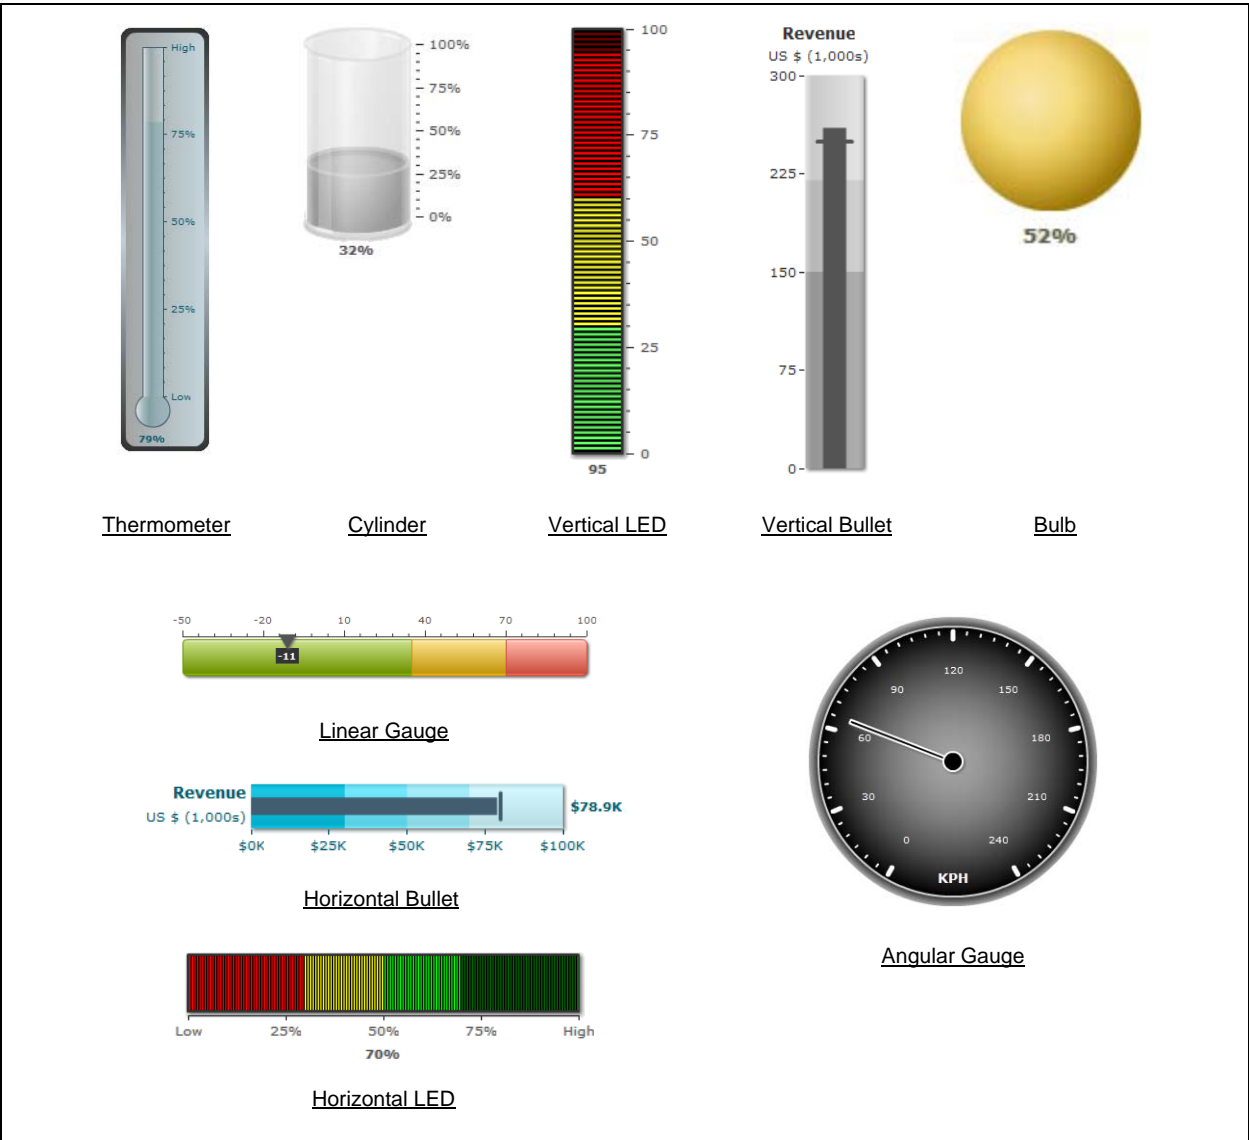 High
75%
50%
25%
Low
79%
100%
75%
50%
25%
0%
32%
100
75
50
25
0
95
Revenue
US $ (1,000s)
300
225
150
75
0
52%
Thermometer
Cylinder
Vertical LED
Vertical Bullet
Bulb
-50 -20 10 40 70 100
-11
Linear Gauge
Revenue
US $ (1,000s)
$78.9K
$0K $25K $50K $75K $100K
Horizontal Bullet
Low 25% 50% 75% High
70%
Horizontal LED
0
30
60
90
120
150
180
210
240
KPH
Angular Gauge